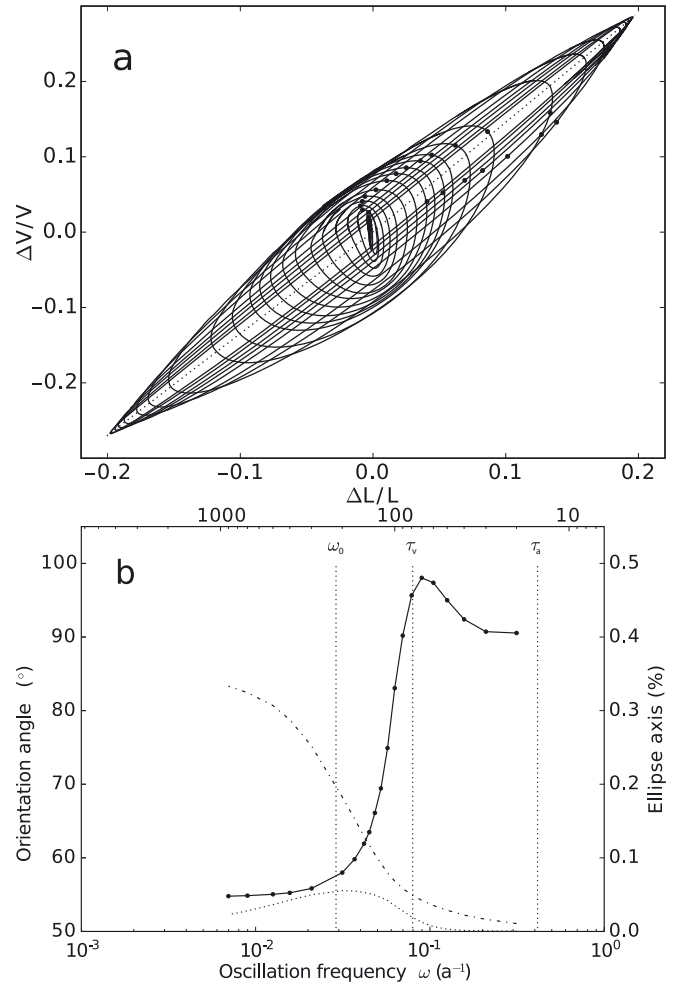 a
0.2
0.1
0.0
−0.1
−0.2
ΔV/V
−0.2 −0.1 0.0 0.1 0.2
ΔL/L
1000 100 10
b
ω₀ τᵥ τₐ
100
90
80
70
60
50
Orientation angle (°)
0.5
0.4
0.3
0.2
0.1
0.0
Ellipse axis (%)
10⁻³ 10⁻² 10⁻¹ 10⁰
Oscillation frequency ω (a⁻¹)